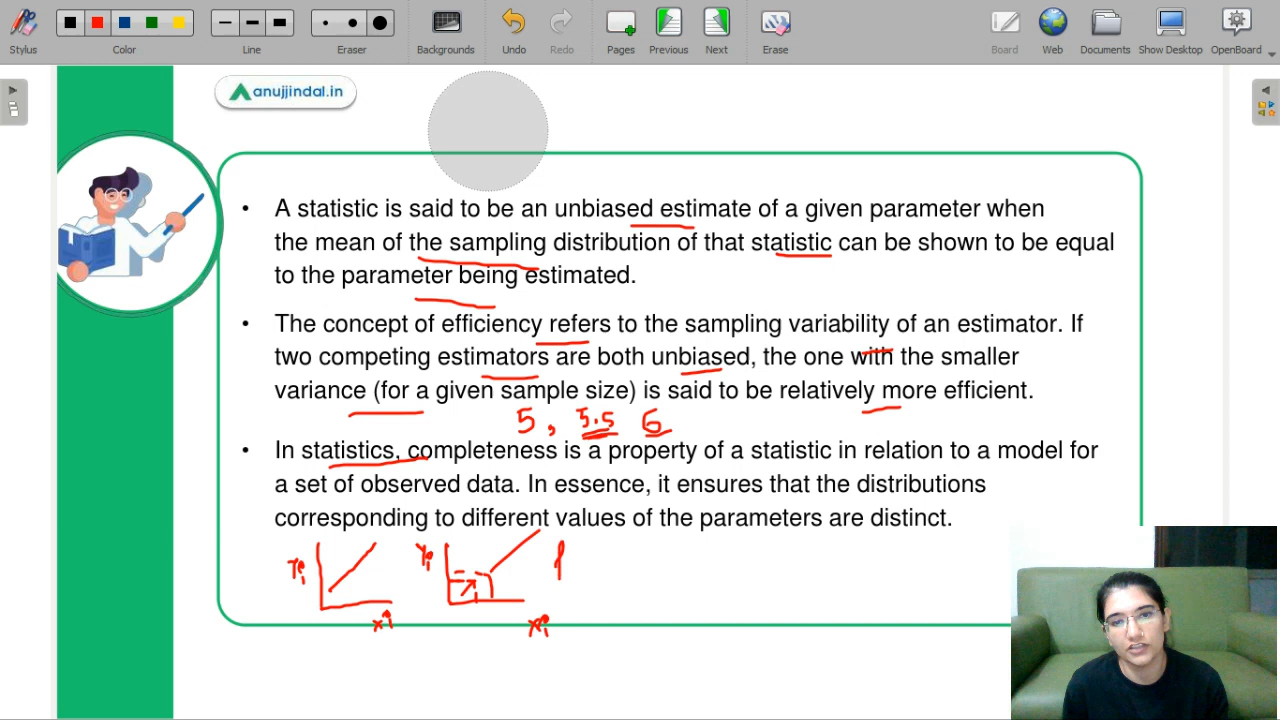 Stylus
Color
Line
Eraser
Backgrounds
Undo
Redo
Pages
Previous
Next
Erase
Board
Web
Documents
Show Desktop
OpenBoard
anujjindal.in
• A statistic is said to be an unbiased estimate of a given parameter when
the mean of the sampling distribution of that statistic can be shown to be equal
to the parameter being estimated.
• The concept of efficiency refers to the sampling variability of an estimator. If
two competing estimators are both unbiased, the one with the smaller
variance (for a given sample size) is said to be relatively more efficient.
5 , 5.5 6
• In statistics, completeness is a property of a statistic in relation to a model for
a set of observed data. In essence, it ensures that the distributions
corresponding to different values of the parameters are distinct.
Yi Yi
xi xi